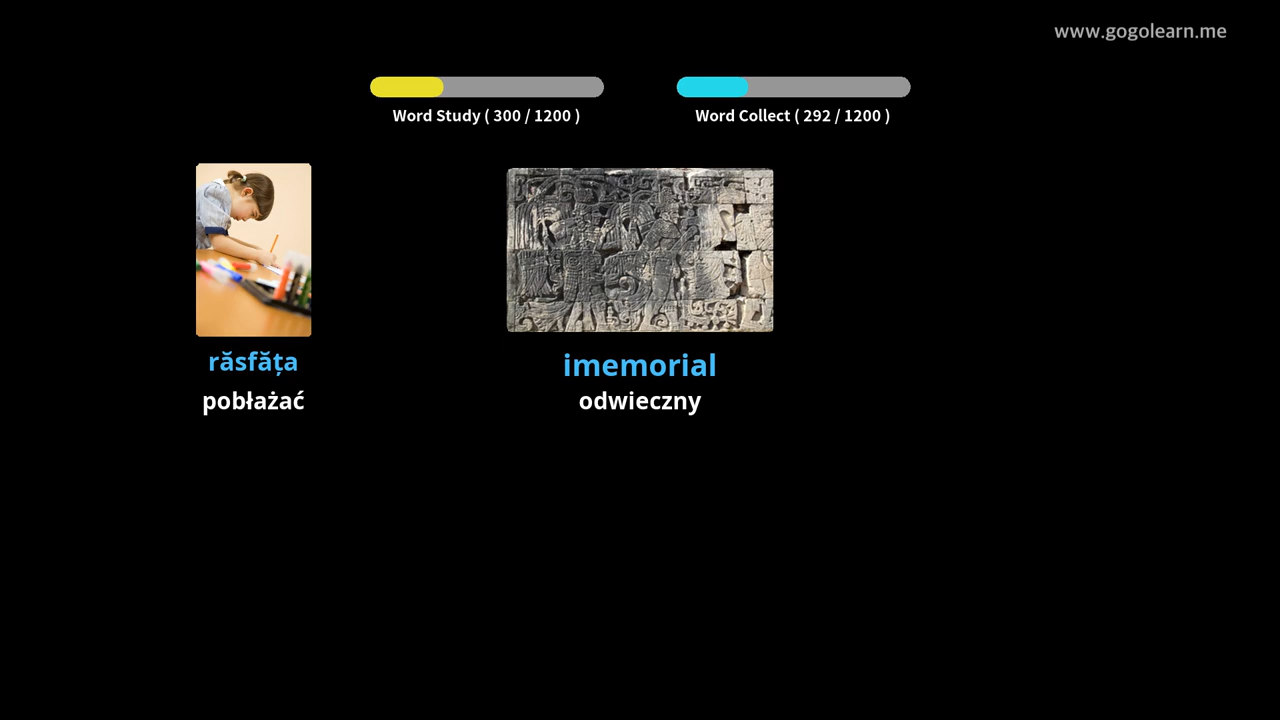 www.gogolearn.me
Word Study ( 300 / 1200 )
Word Collect ( 292 / 1200 )
răsfăța
pobłażać
imemorial
odwieczny